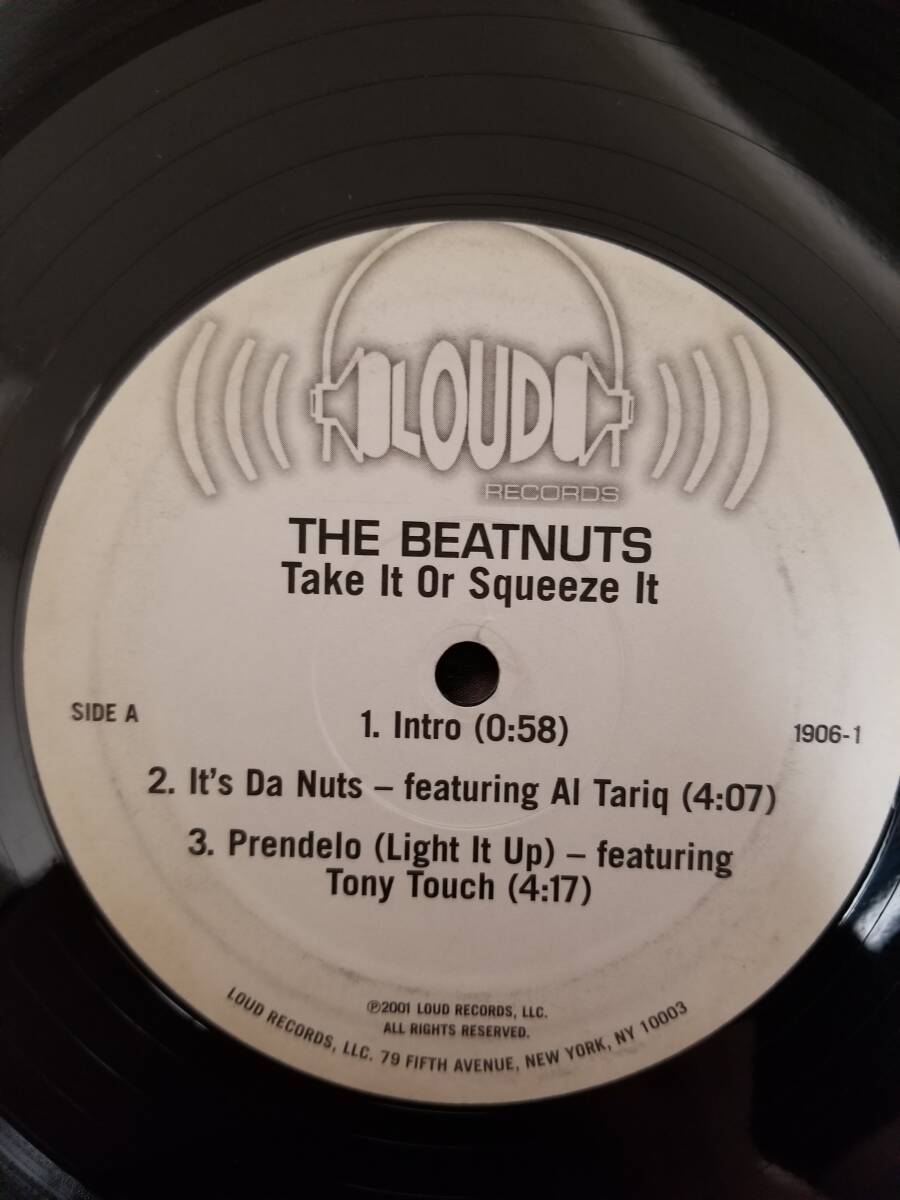 LOUD
RECORDS
THE BEATNUTS
Take It Or Squeeze It
SIDE A
1. Intro (0:58)
1906-1
2. It's Da Nuts – featuring Al Tariq (4:07)
3. Prendelo (Light It Up) – featuring
Tony Touch (4:17)
℗2001 LOUD RECORDS, LLC.
ALL RIGHTS RESERVED.
LOUD RECORDS, LLC. 79 FIFTH AVENUE, NEW YORK, NY 10003